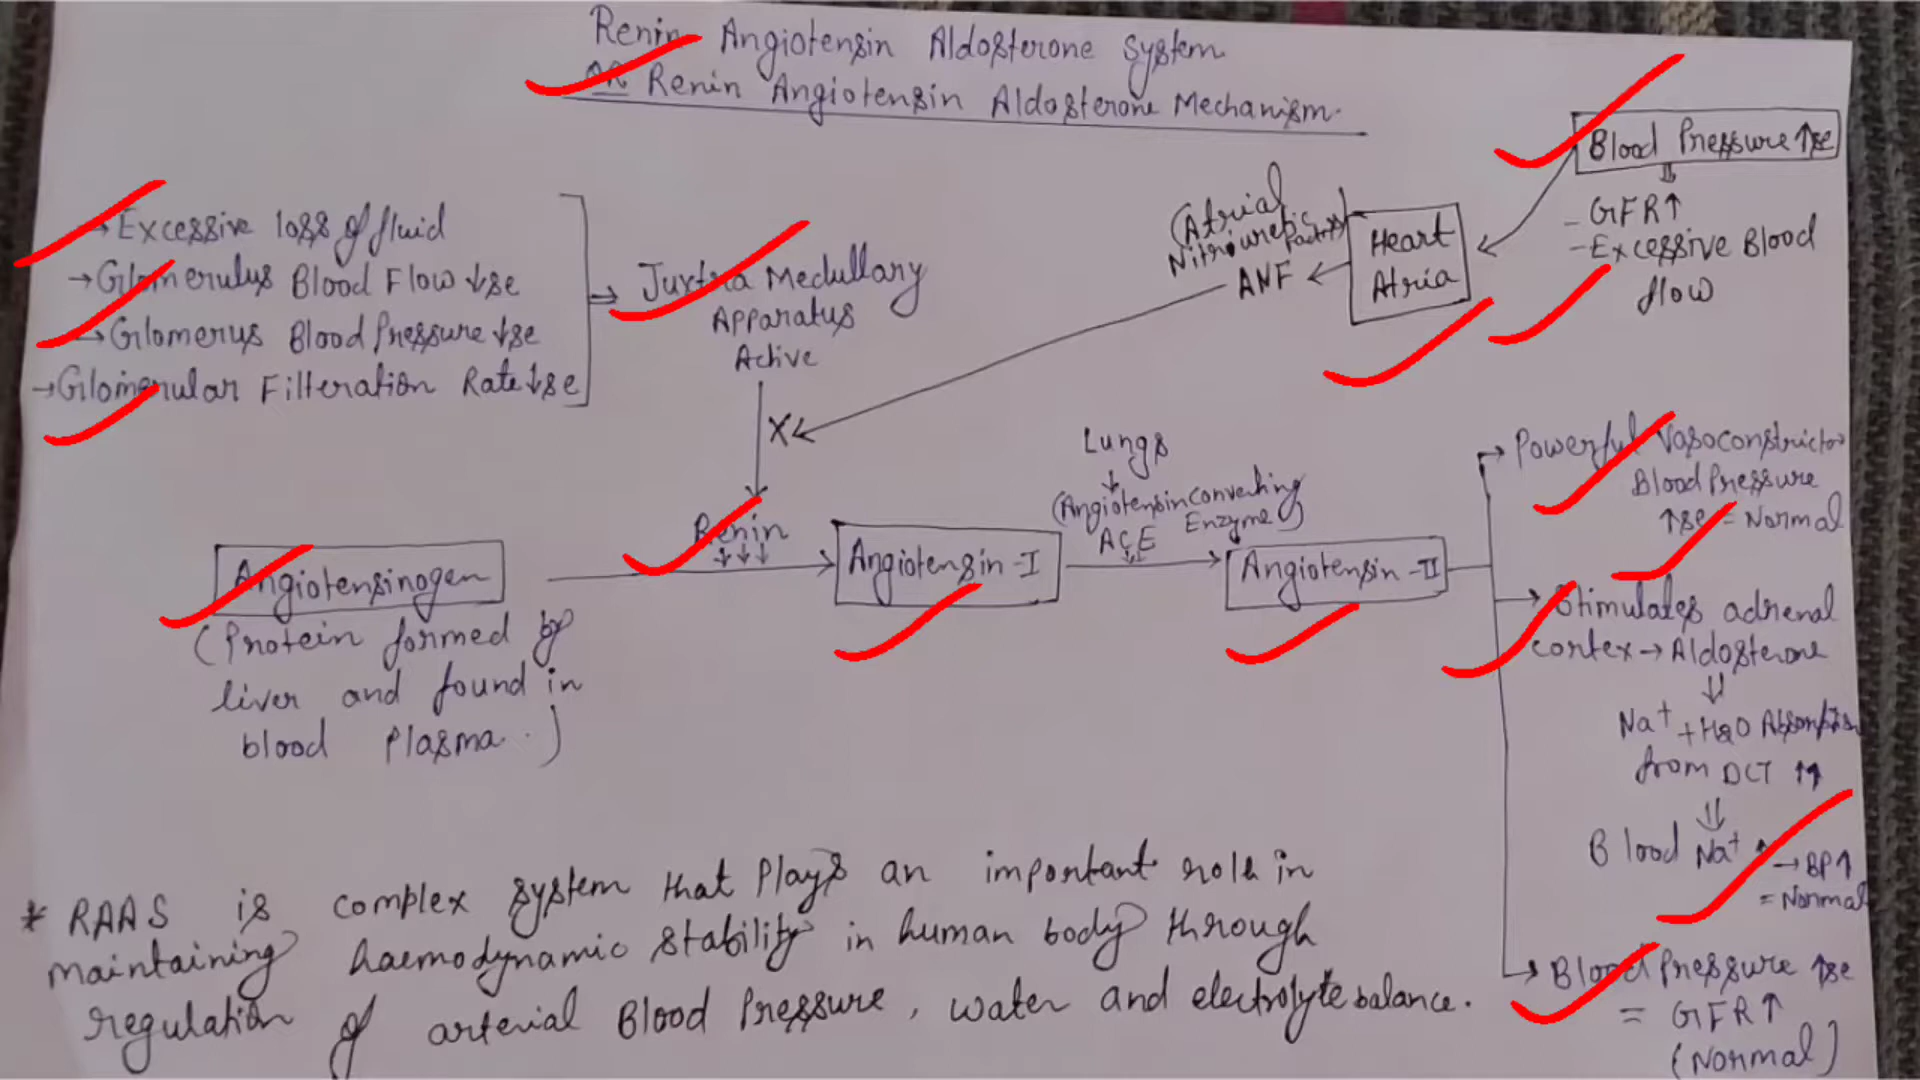 Renin Angiotensin Aldosterone System
OR Renin Angiotensin Aldosterone Mechanism.
Blood Pressure ↑se
- GFR↑
- Excessive Blood
flow
Heart
Atria
(Atrial
Nitriouretic
Factor)
ANF
→ Excessive loss of fluid
→ Glomerulus Blood Flow ↓se
→ Glomerus Blood Pressure ↓se
→ Glomerular Filteration Rate ↓se
Juxtra Medullary
Apparatus
Active
X
Renin
Angiotensinogen
(Protein formed by
liver and found in
blood Plasma.)
Angiotensin-I
Lungs
(Angiotensin converting
Enzyme)
ACE
Angiotensin-II
Powerful Vasoconstrictor
Blood Pressure
↑se = Normal
Stimulates adrenal
cortex → Aldosterone
Na⁺ + H2O Absorption
from DCT ↑↑
Blood Na⁺ ↑ → BP↑
= Normal
Blood Pressure ↑se
= GFR↑
(Normal)
* RAAS is complex system that Plays an important role in
maintaining haemodynamic stability in human body through
regulation of arterial Blood Pressure, water and electrolyte balance.